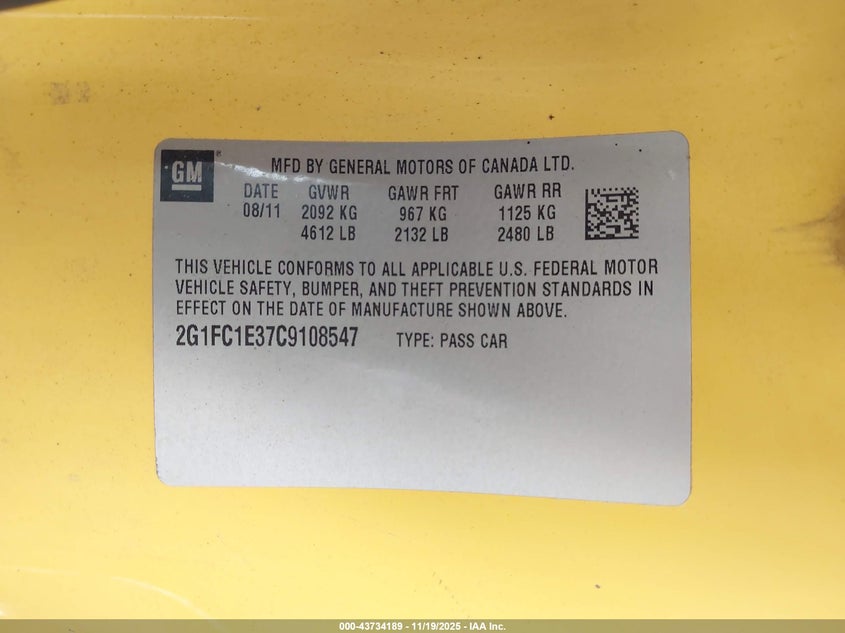 GM
MFD BY GENERAL MOTORS OF CANADA LTD.
DATE GVWR GAWR FRT GAWR RR
08/11 2092 KG 967 KG 1125 KG
4612 LB 2132 LB 2480 LB
THIS VEHICLE CONFORMS TO ALL APPLICABLE U.S. FEDERAL MOTOR
VEHICLE SAFETY, BUMPER, AND THEFT PREVENTION STANDARDS IN
EFFECT ON THE DATE OF MANUFACTURE SHOWN ABOVE.
2G1FC1E37C9108547 TYPE: PASS CAR
000-43734189 - 11/19/2025 - IAA Inc.